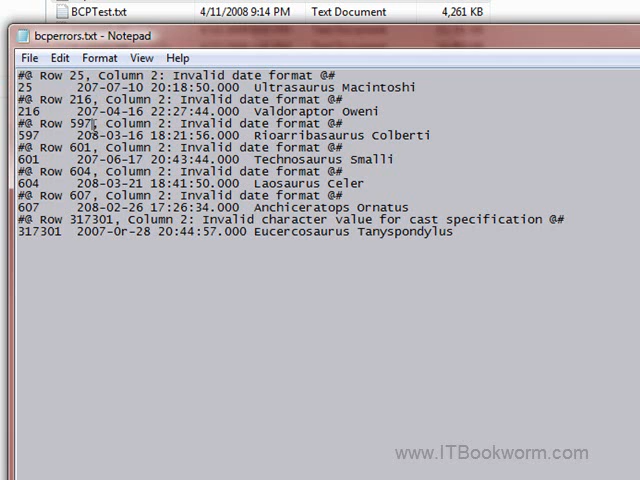 BCPTest.txt 4/11/2008 9:14 PM Text Document 4,261 KB
bcperrors.txt - Notepad
File Edit Format View Help
#@ Row 25, Column 2: Invalid date format @#
25 207-07-10 20:18:50.000 Ultrasaurus Macintoshi
#@ Row 216, Column 2: Invalid date format @#
216 207-04-16 22:27:44.000 Valdoraptor Oweni
#@ Row 597, Column 2: Invalid date format @#
597 208-03-16 18:21:56.000 Rioarribasaurus Colberti
#@ Row 601, Column 2: Invalid date format @#
601 207-06-17 20:43:44.000 Technosaurus Smalli
#@ Row 604, Column 2: Invalid date format @#
604 208-03-21 18:41:50.000 Laosaurus Celer
#@ Row 607, Column 2: Invalid date format @#
607 208-02-26 17:26:34.000 Anchiceratops Ornatus
#@ Row 317301, Column 2: Invalid character value for cast specification @#
317301 2007-0r-28 20:44:57.000 Eucercosaurus Tanyspondylus
www.ITBookworm.com